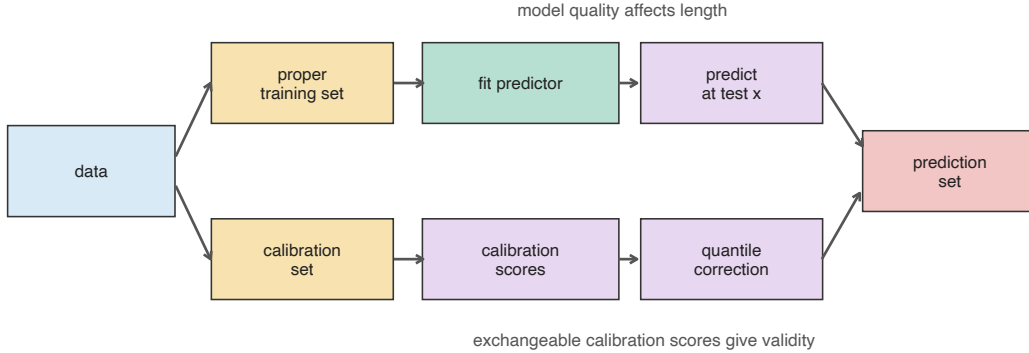 model quality affects length
proper
training set
fit predictor
predict
at test x
data
prediction
set
calibration
set
calibration
scores
quantile
correction
exchangeable calibration scores give validity